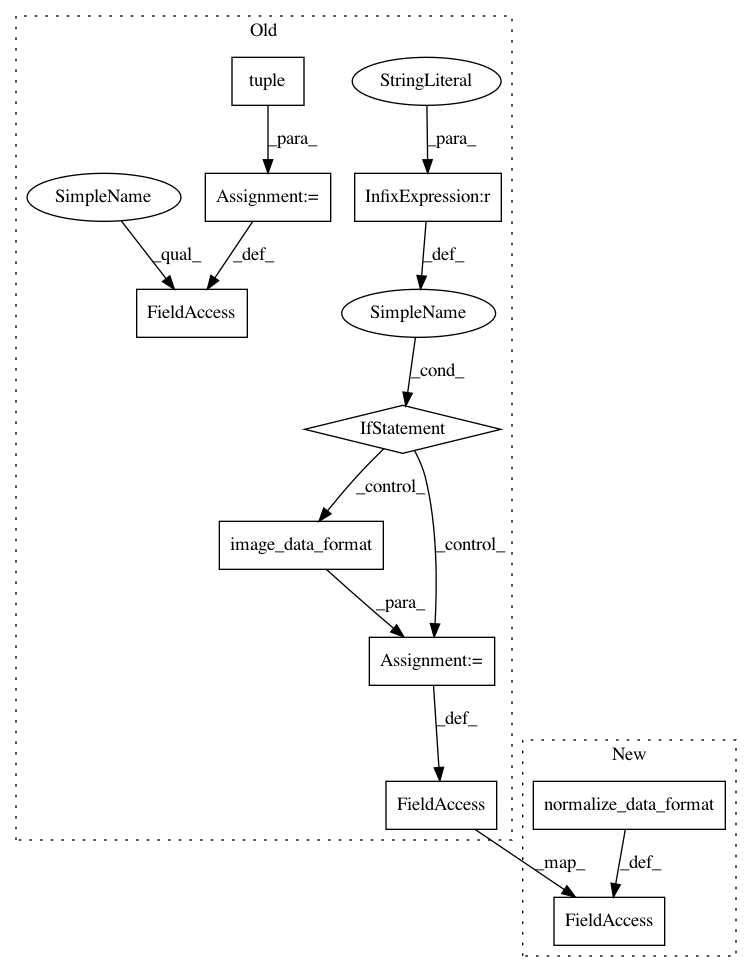 Old
tuple
StringLiteral
_para_
_para_
SimpleName
Assignment:=
InfixExpression:r
_qual_
_def_
_def_
FieldAccess
SimpleName
_cond_
IfStatement
_control_
image_data_format
_control_
_para_
Assignment:=
_def_
New
FieldAccess
normalize_data_format
_map_
_def_
FieldAccess